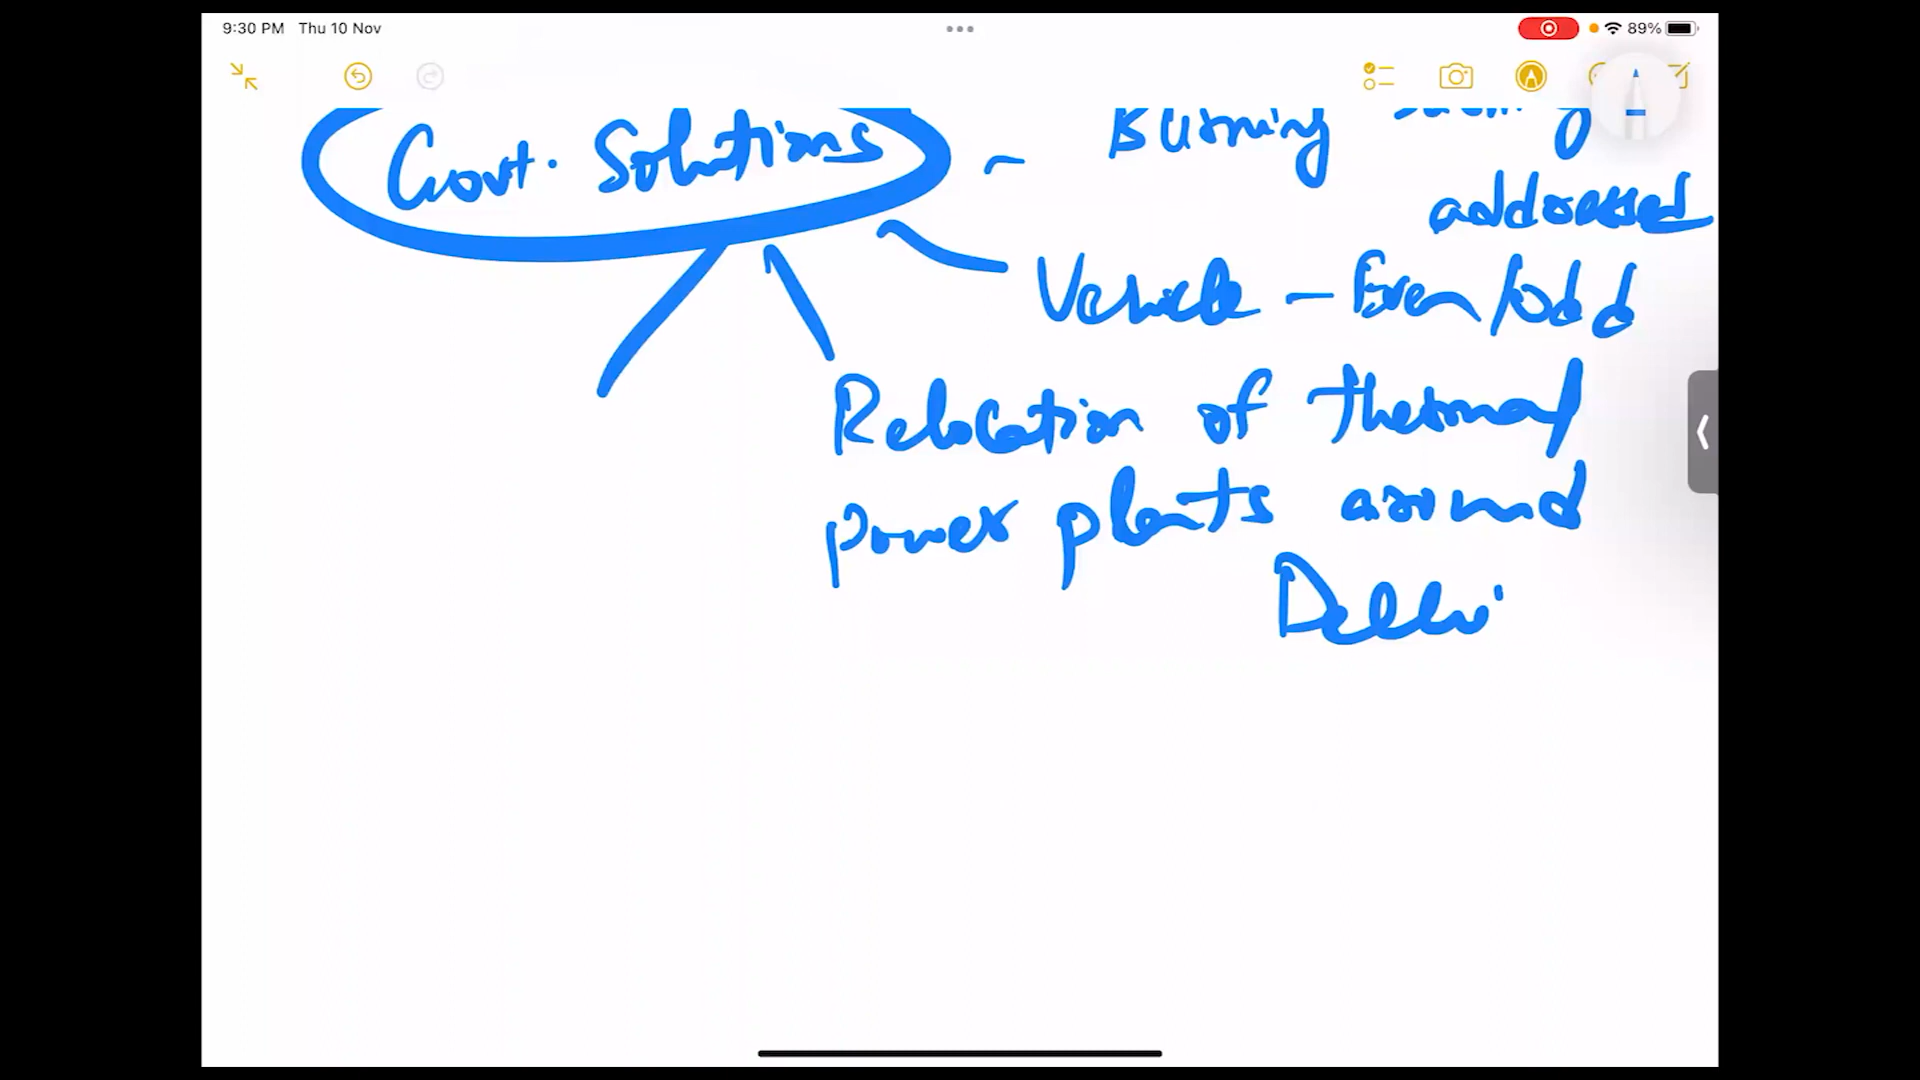 9:30 PM Thu 10 Nov
89%
Govt. Solutions
Burning
addressed
Vehicle - Even/Odd
Relocation of thermal
power plants around
Delhi